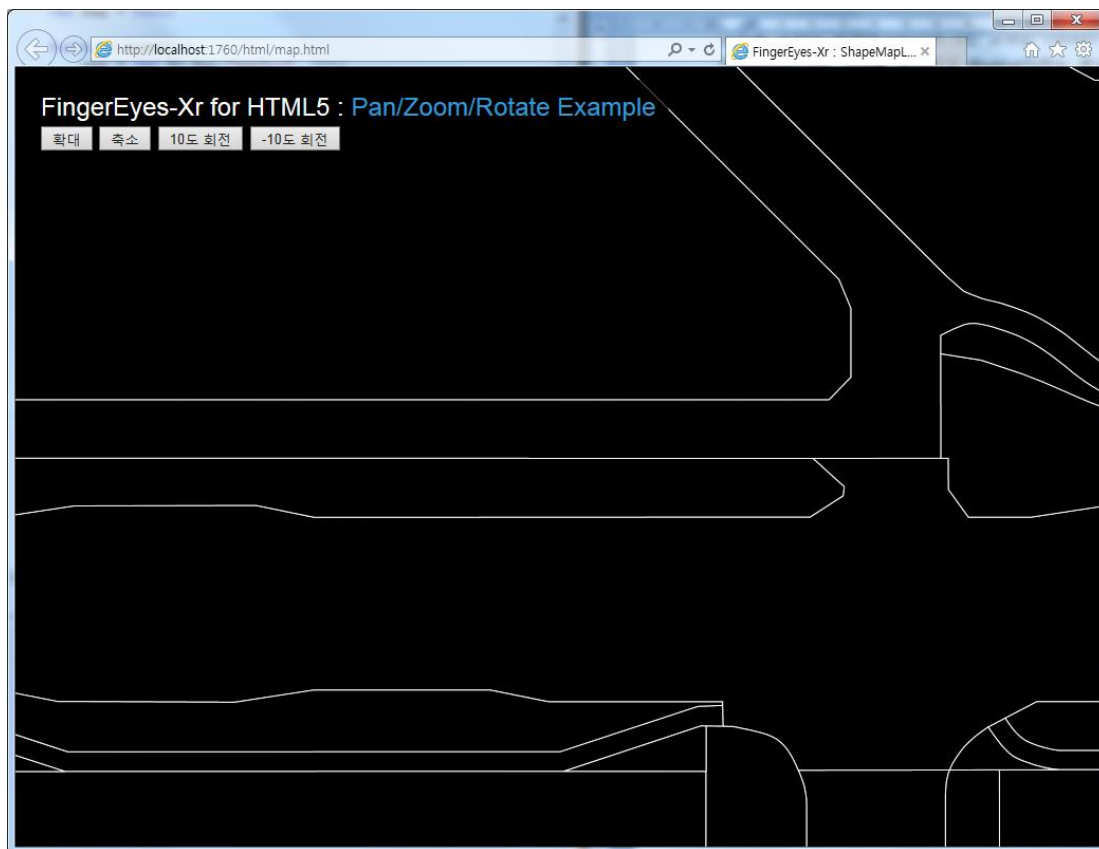 http://localhost:1760/html/map.html
FingerEyes-Xr : ShapeMapL...
FingerEyes-Xr for HTML5 : Pan/Zoom/Rotate Example
확대 축소 10도 회전 -10도 회전